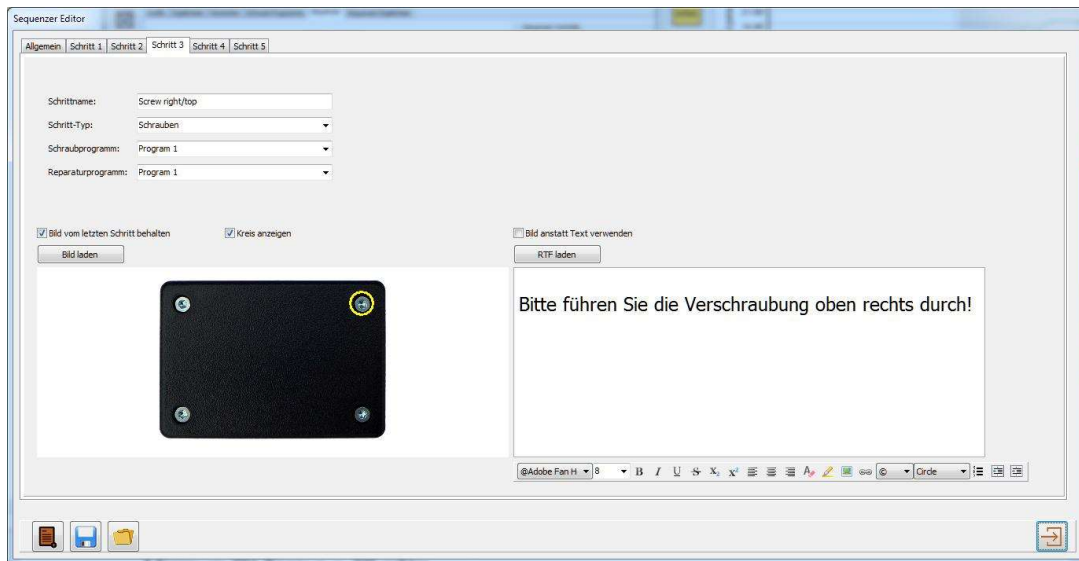 Sequenzer Editor
Allgemein Schritt 1 Schritt 2 Schritt 3 Schritt 4 Schritt 5
Schrittname: Screw right/top
Schritt-Typ: Schrauben
Schraubprogramm: Program 1
Reparaturprogramm: Program 1
Bild vom letzten Schritt behalten Kreis anzeigen Bild anstatt Text verwenden
Bild laden RTF laden
Bitte führen Sie die Verschraubung oben rechts durch!
@Adobe Fan H 8 B I U S X₂ X² © Circle